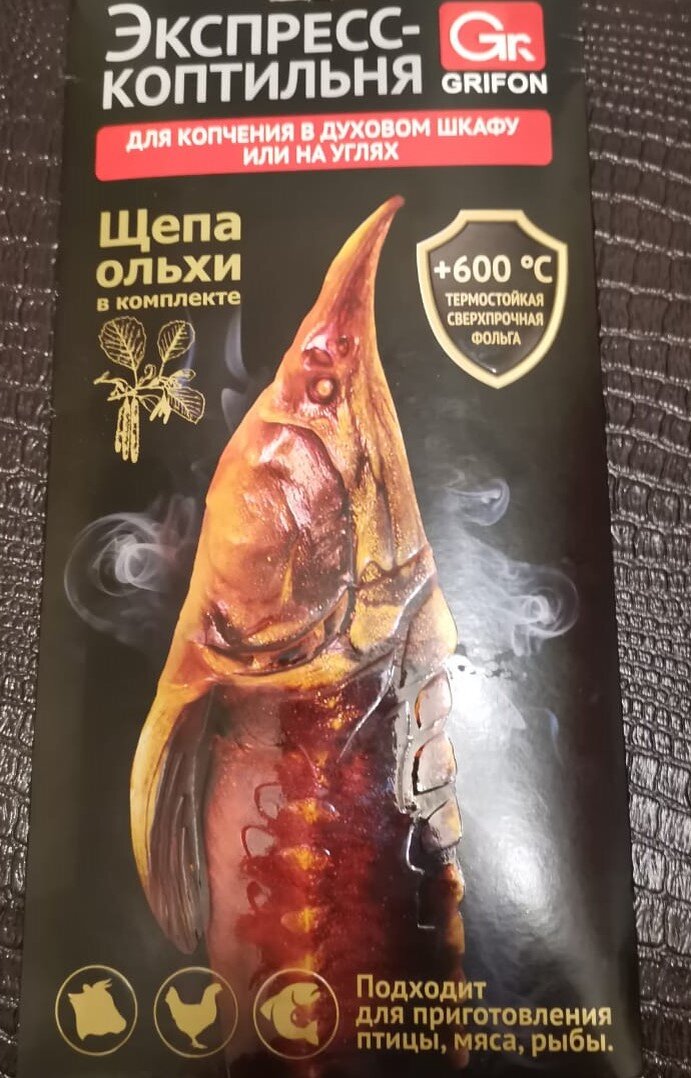 Экспресс-
коптильня
Gr
GRIFON
ДЛЯ КОПЧЕНИЯ В ДУХОВОМ ШКАФУ
ИЛИ НА УГЛЯХ
Щепа
ольхи
в комплекте
+600 °C
ТЕРМОСТОЙКАЯ
СВЕРХПРОЧНАЯ
ФОЛЬГА
Подходит
для приготовления
птицы, мяса, рыбы.